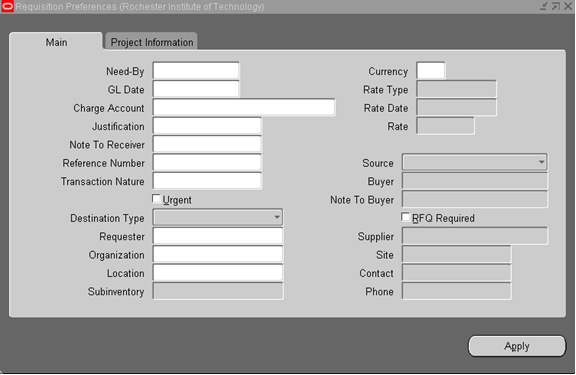 Requisition Preferences (Rochester Institute of Technology)
Main
Project Information
Need-By
GL Date
Charge Account
Justification
Note To Receiver
Reference Number
Transaction Nature
Urgent
Destination Type
Requester
Organization
Location
Subinventory
Currency
Rate Type
Rate Date
Rate
Source
Buyer
Note To Buyer
RFQ Required
Supplier
Site
Contact
Phone
Apply